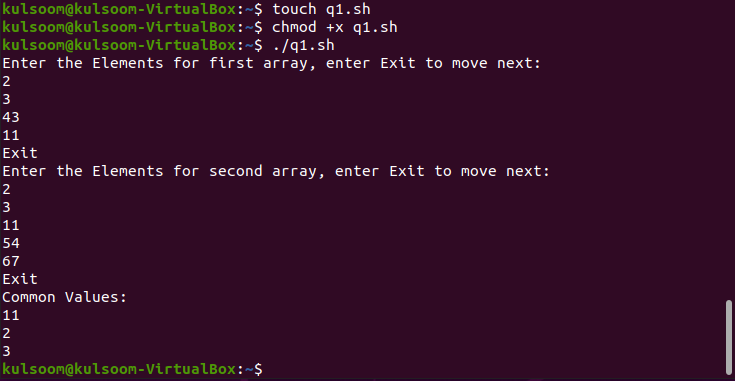 kulsoom@kulsoom-VirtualBox:~$ touch q1.sh
kulsoom@kulsoom-VirtualBox:~$ chmod +x q1.sh
kulsoom@kulsoom-VirtualBox:~$ ./q1.sh
Enter the Elements for first array, enter Exit to move next:
2
3
43
11
Exit
Enter the Elements for second array, enter Exit to move next:
2
3
11
54
67
Exit
Common Values:
11
2
3
kulsoom@kulsoom-VirtualBox:~$